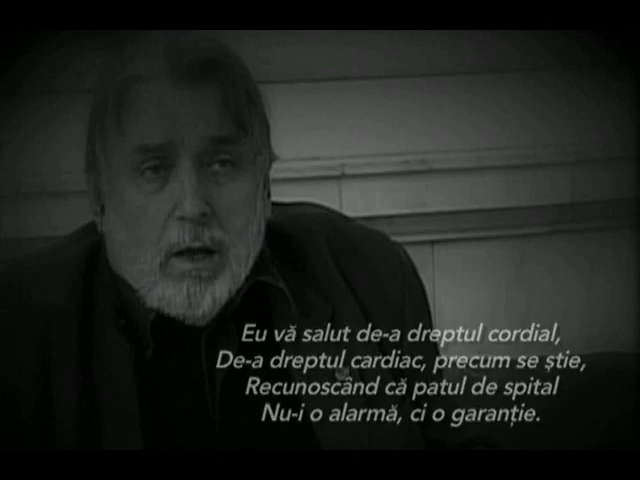 Eu vă salut de-a dreptul cordial,
De-a dreptul cardiac, precum se știe,
Recunoscând că patul de spital
Nu-i o alarmă, ci o garanție.